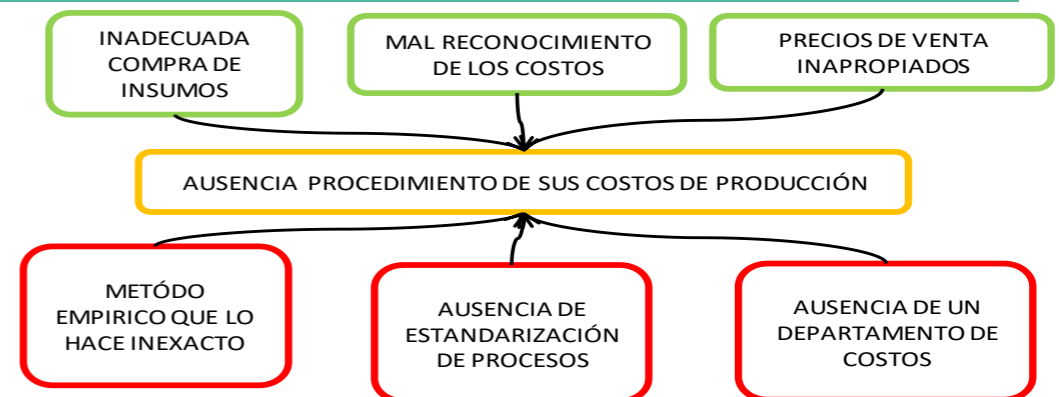 INADECUADA
COMPRA DE
INSUMOS
MAL RECONOCIMIENTO
DE LOS COSTOS
PRECIOS DE VENTA
INAPROPIADOS
AUSENCIA PROCEDIMIENTO DE SUS COSTOS DE PRODUCCIÓN
METÓDO
EMPIRICO QUE LO
HACE INEXACTO
AUSENCIA DE
ESTANDARIZACIÓN
DE PROCESOS
AUSENCIA DE UN
DEPARTAMENTO DE
COSTOS